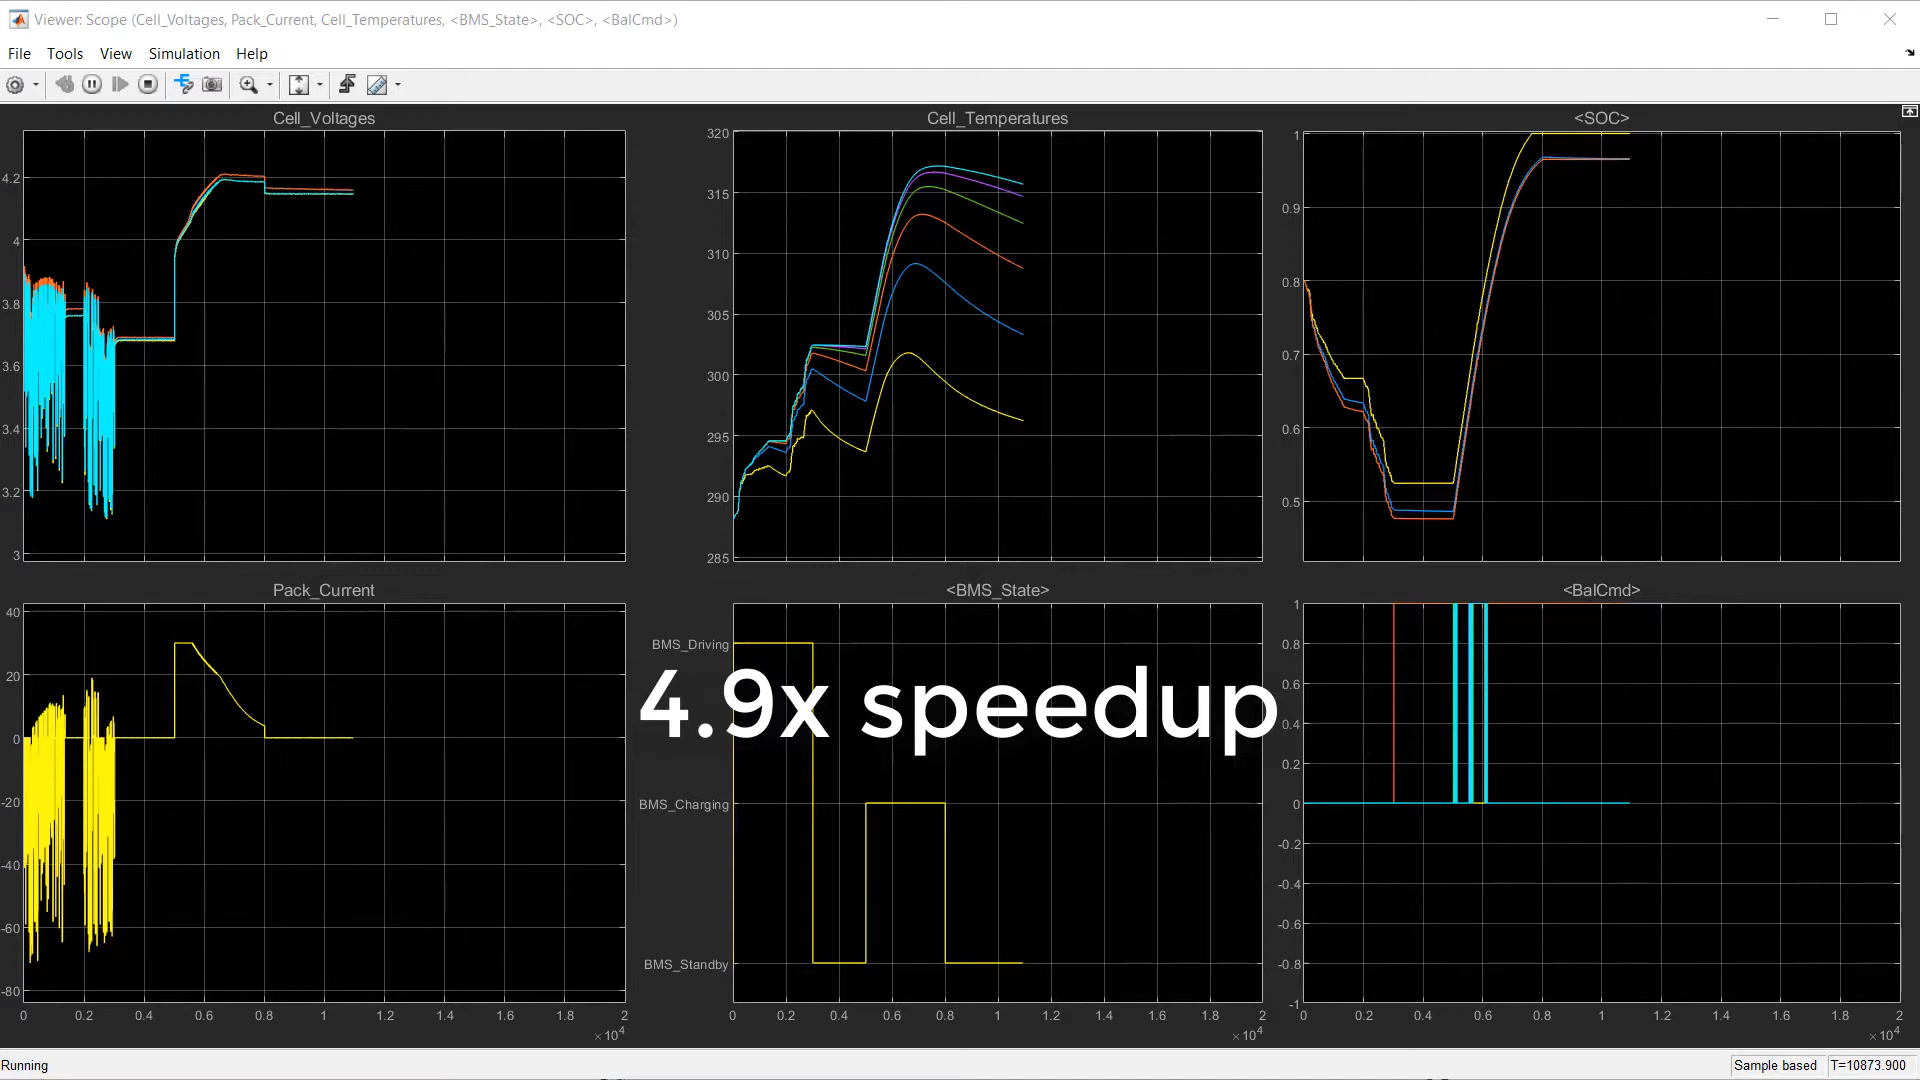 Viewer: Scope (Cell_Voltages, Pack_Current, Cell_Temperatures, <BMS_State>, <SOC>, <BalCmd>)
File Tools View Simulation Help
Cell_Voltages
4.2
4
3.8
3.6
3.4
3.2
3
Cell_Temperatures
320
315
310
305
300
295
290
285
<SOC>
1
0.9
0.8
0.7
0.6
0.5
Pack_Current
40
20
0
-20
-40
-60
-80
0 0.2 0.4 0.6 0.8 1 1.2 1.4 1.6 1.8 2
×10^4
<BMS_State>
BMS_Driving
BMS_Charging
BMS_Standby
0 0.2 0.4 0.6 0.8 1 1.2 1.4 1.6 1.8 2
×10^4
4.9x speedup
<BalCmd>
1
0.8
0.6
0.4
0.2
0
-0.2
-0.4
-0.6
-0.8
-1
0 0.2 0.4 0.6 0.8 1 1.2 1.4 1.6 1.8 2
×10^4
Running
Sample based T=10873.900